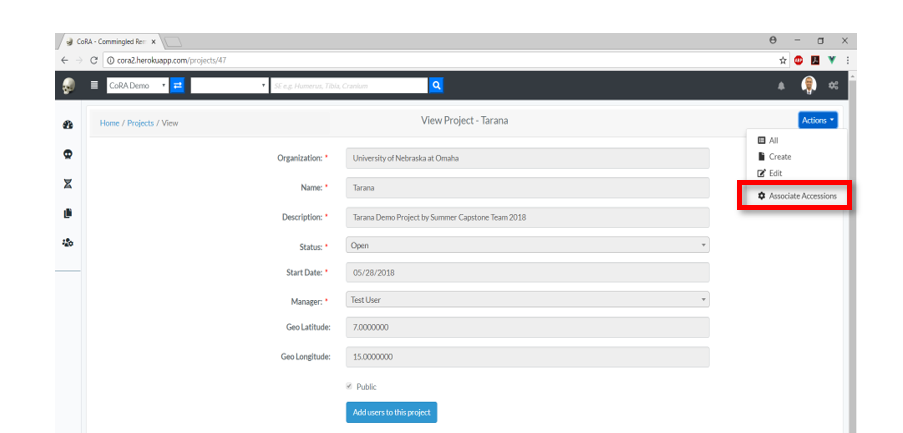 CoRA - Commingled Rem
cora2.herokuapp.com/projects/47
CoRA Demo
SE e.g. Humerus, Tibia, Cranium
Home / Projects / View
View Project - Tarana
Actions
All
Create
Edit
Associate Accessions
Organization: * University of Nebraska at Omaha
Name: * Tarana
Description: * Tarana Demo Project by Summer Capstone Team 2018
Status: * Open
Start Date: * 05/28/2018
Manager: * Test User
Geo Latitude: 7.0000000
Geo Longitude: 15.0000000
Public
Add users to this project